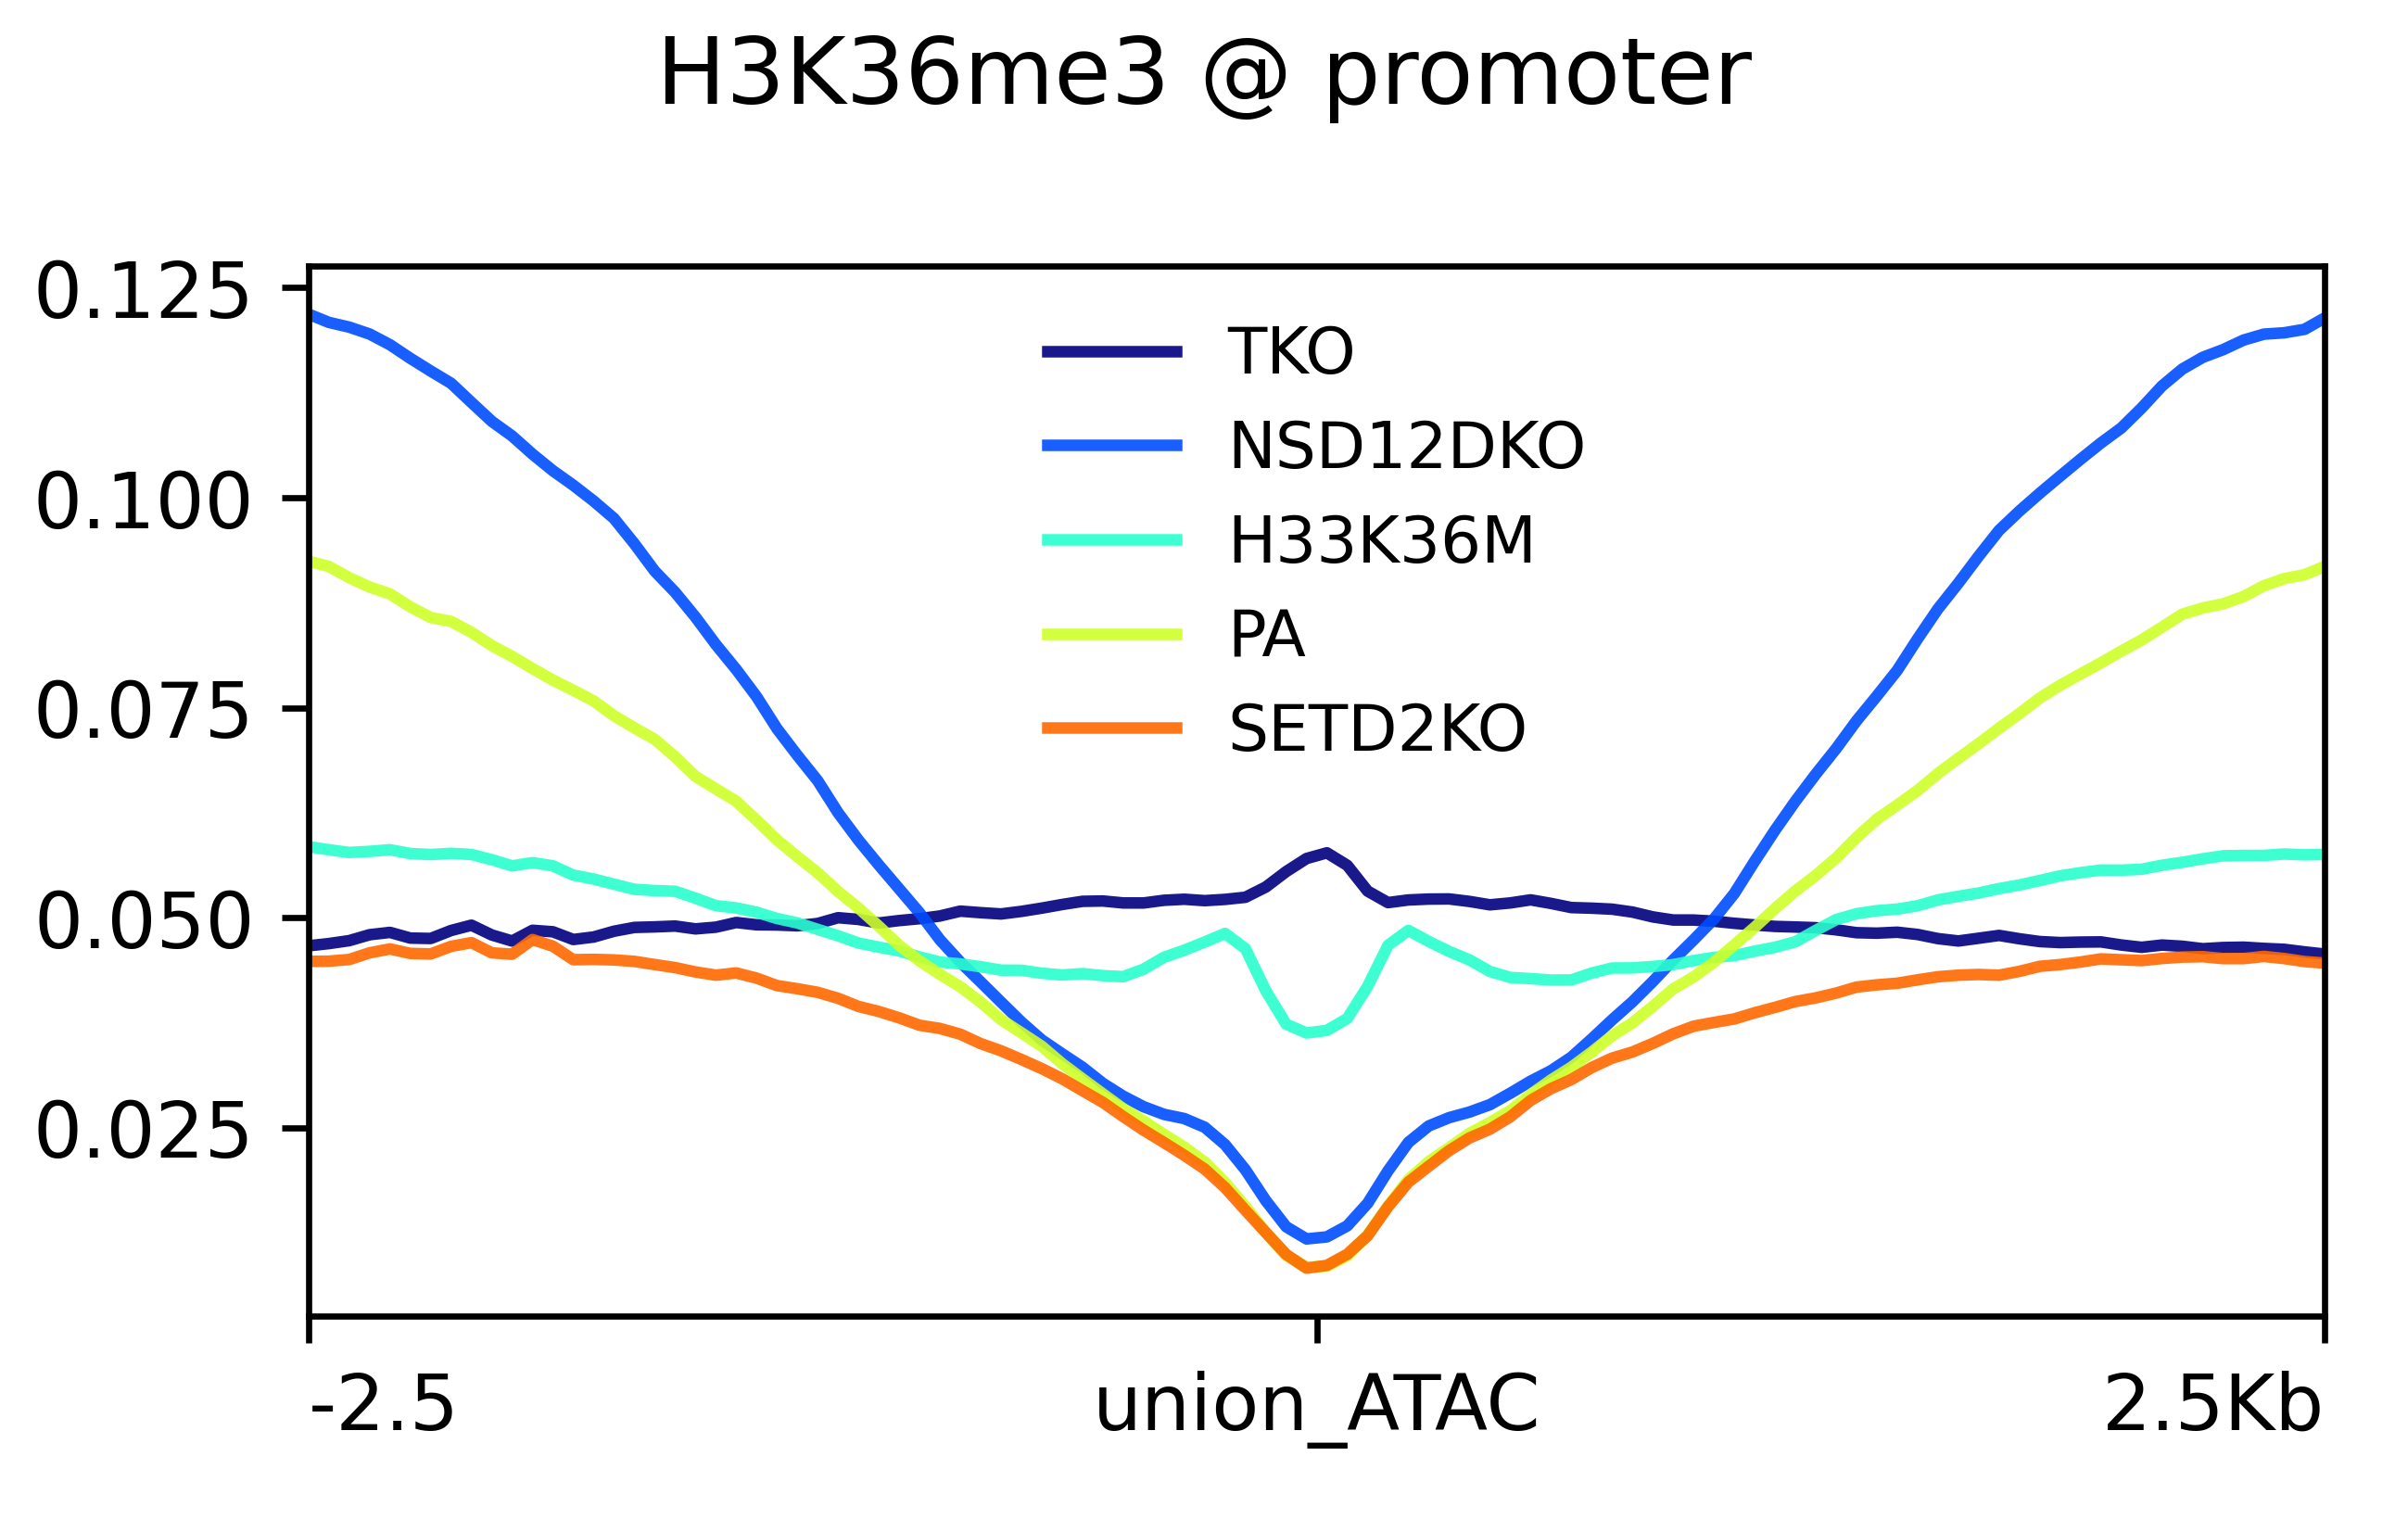 H3K36me3 @ promoter
0.125
0.100
0.075
0.050
0.025
TKO
NSD12DKO
H33K36M
PA
SETD2KO
-2.5
union_ATAC
2.5Kb